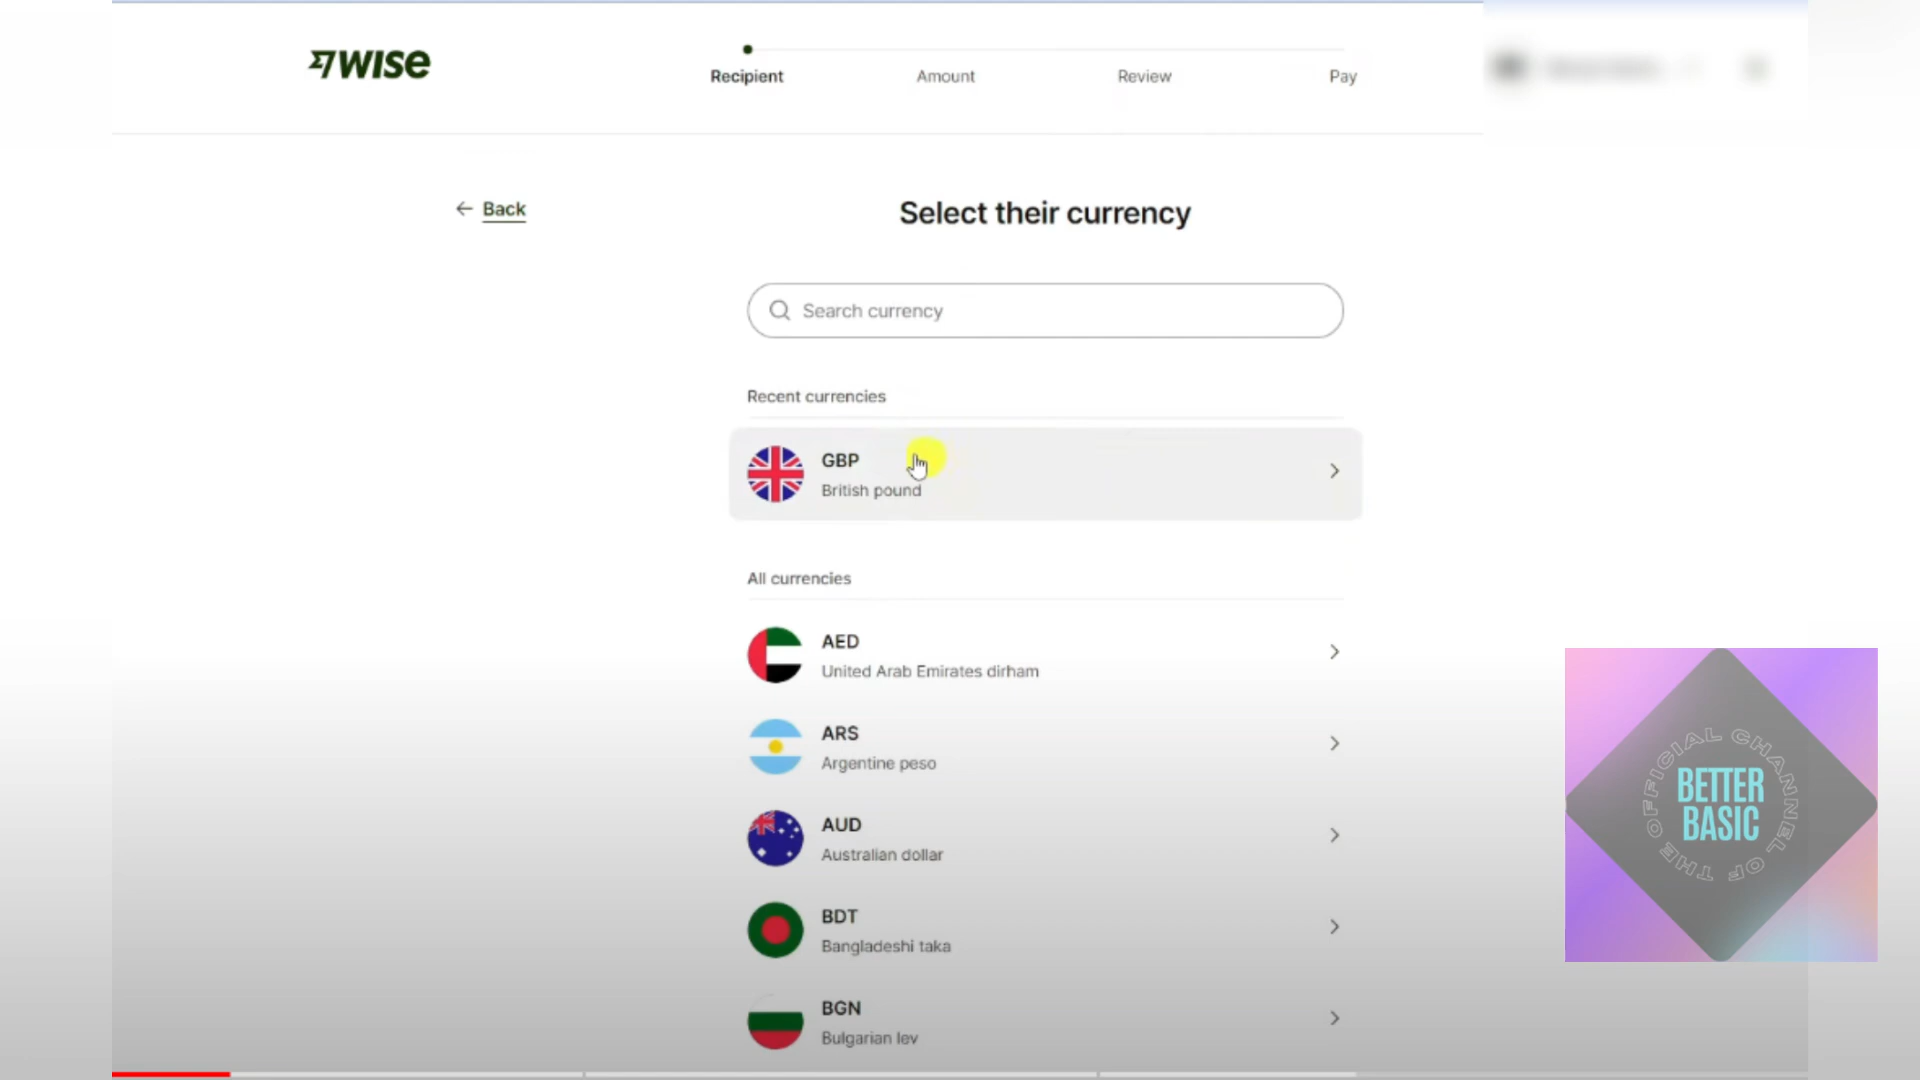 WISE
Recipient
Amount
Review
Pay
Back
Select their currency
Search currency
Recent currencies
GBP
British pound
All currencies
AED
United Arab Emirates dirham
ARS
Argentine peso
AUD
Australian dollar
BDT
Bangladeshi taka
BGN
Bulgarian lev
OFFICIAL CHANNEL OF THE
BETTER
BASIC